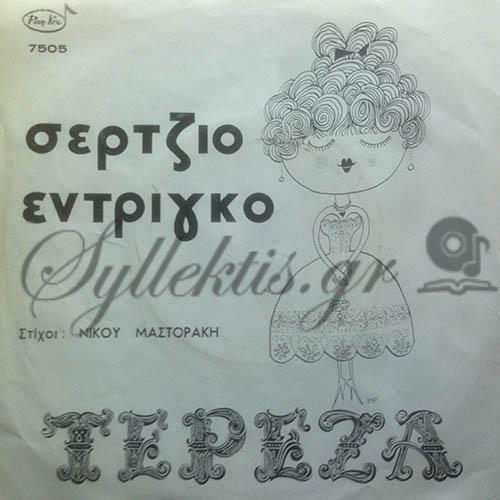 Pan-Vox
7505
σερτζιο
εντριγκο
Syllektis.gr
Στίχοι : ΝΙΚΟΥ ΜΑΣΤΟΡΑΚΗ
ΤΕΡΕΖΑ